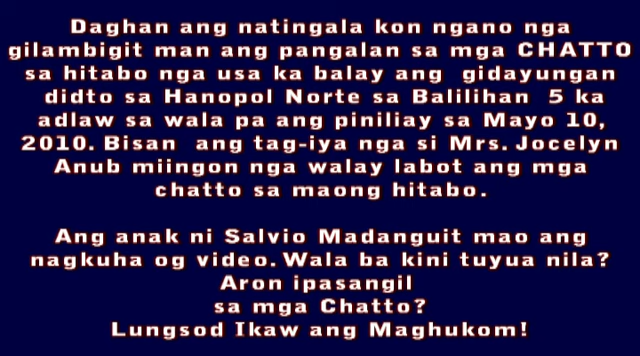 Daghan ang natingala kon ngano nga
gilambigit man ang pangalan sa mga CHATTO
sa hitabo nga usa ka balay ang gidayungan
didto sa Hanopol Norte sa Balilihan 5 ka
adlaw sa wala pa ang piniliay sa Mayo 10,
2010. Bisan ang tag-iya nga si Mrs. Jocelyn
Anub miingon nga walay labot ang mga
chatto sa maong hitabo.
Ang anak ni Salvio Madanguit mao ang
nagkuha og video. Wala ba kini tuyua nila?
Aron ipasangil
sa mga Chatto?
Lungsod Ikaw ang Maghukom!